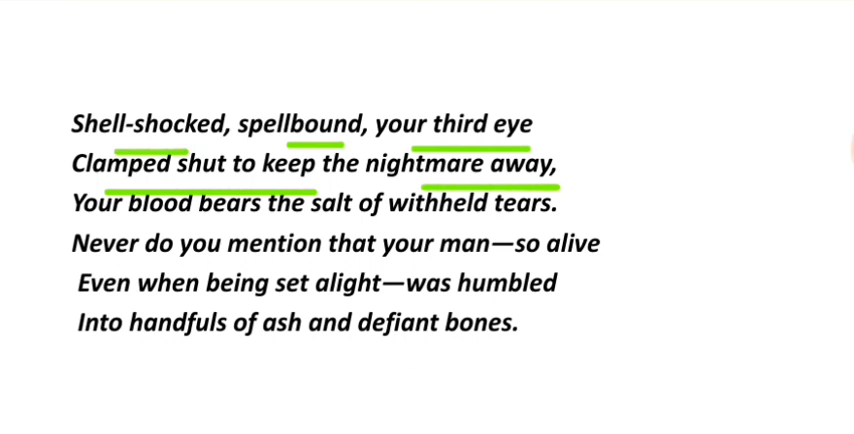 Shell-shocked, spellbound, your third eye
Clamped shut to keep the nightmare away,
Your blood bears the salt of withheld tears.
Never do you mention that your man—so alive
Even when being set alight—was humbled
Into handfuls of ash and defiant bones.